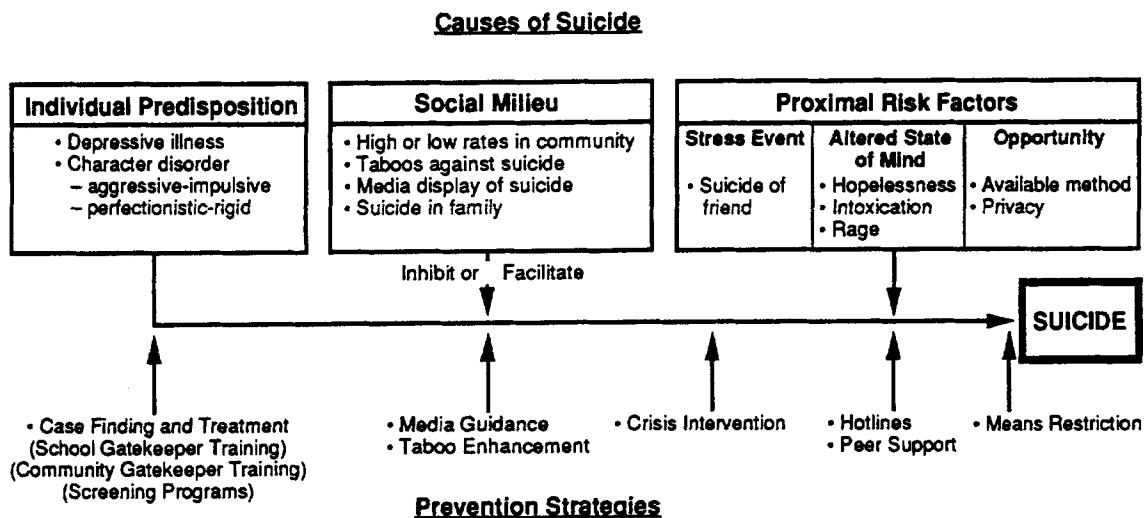 Causes of Suicide
Individual Predisposition
• Depressive illness
• Character disorder
– aggressive-impulsive
– perfectionistic-rigid
Social Milieu
• High or low rates in community
• Taboos against suicide
• Media display of suicide
• Suicide in family
Proximal Risk Factors
Stress Event
• Suicide of
friend
Altered State
of Mind
• Hopelessness
• Intoxication
• Rage
Opportunity
• Available method
• Privacy
Inhibit or Facilitate
SUICIDE
• Case Finding and Treatment
(School Gatekeeper Training)
(Community Gatekeeper Training)
(Screening Programs)
• Media Guidance
• Taboo Enhancement
• Crisis Intervention
• Hotlines
• Peer Support
• Means Restriction
Prevention Strategies